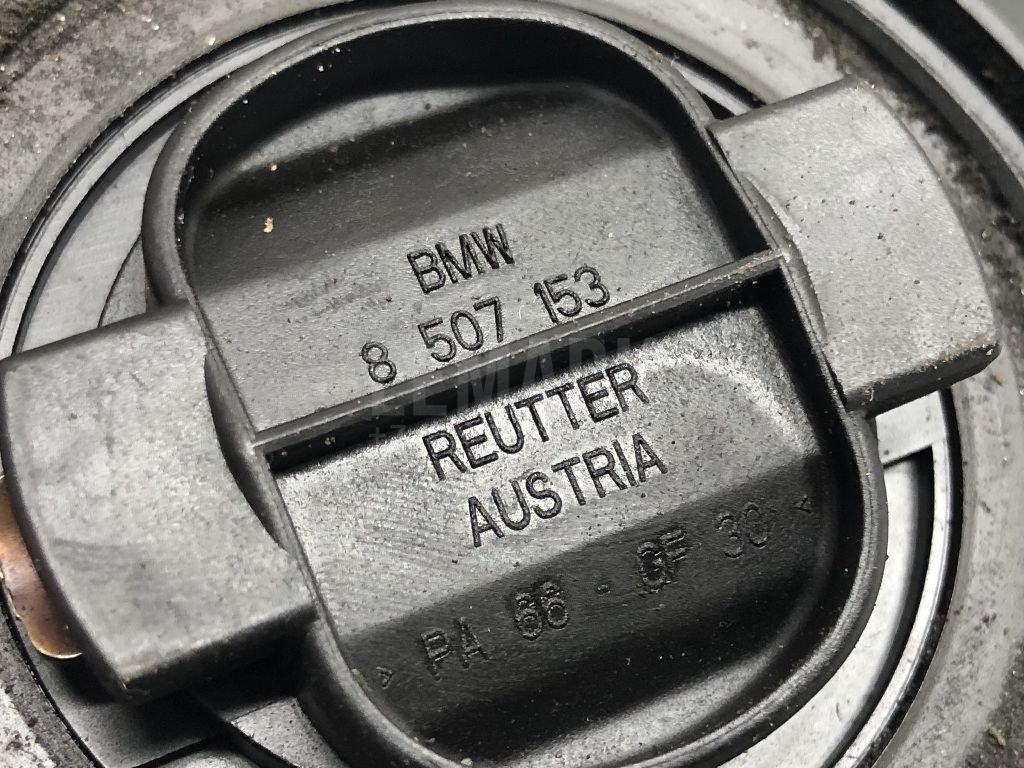 BMW
8 507 153
REUTTER
AUSTRIA
>PA 66 - GF 30<